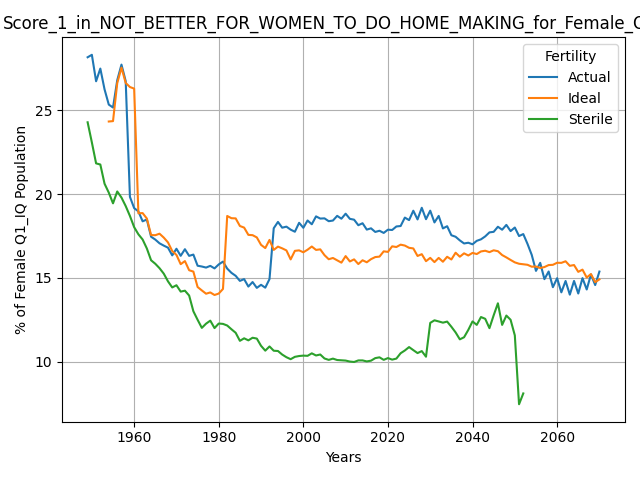 Score_1_in_NOT_BETTER_FOR_WOMEN_TO_DO_HOME_MAKING_for_Female_
Fertility
Actual
Ideal
Sterile
% of Female Q1_IQ Population
25
20
15
10
1960 1980 2000 2020 2040 2060
Years